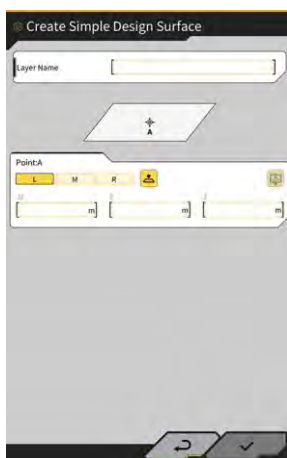 Create Simple Design Surface
Layer Name [ ]
A
Point:A
L M R
[ m] [ m] [ m]